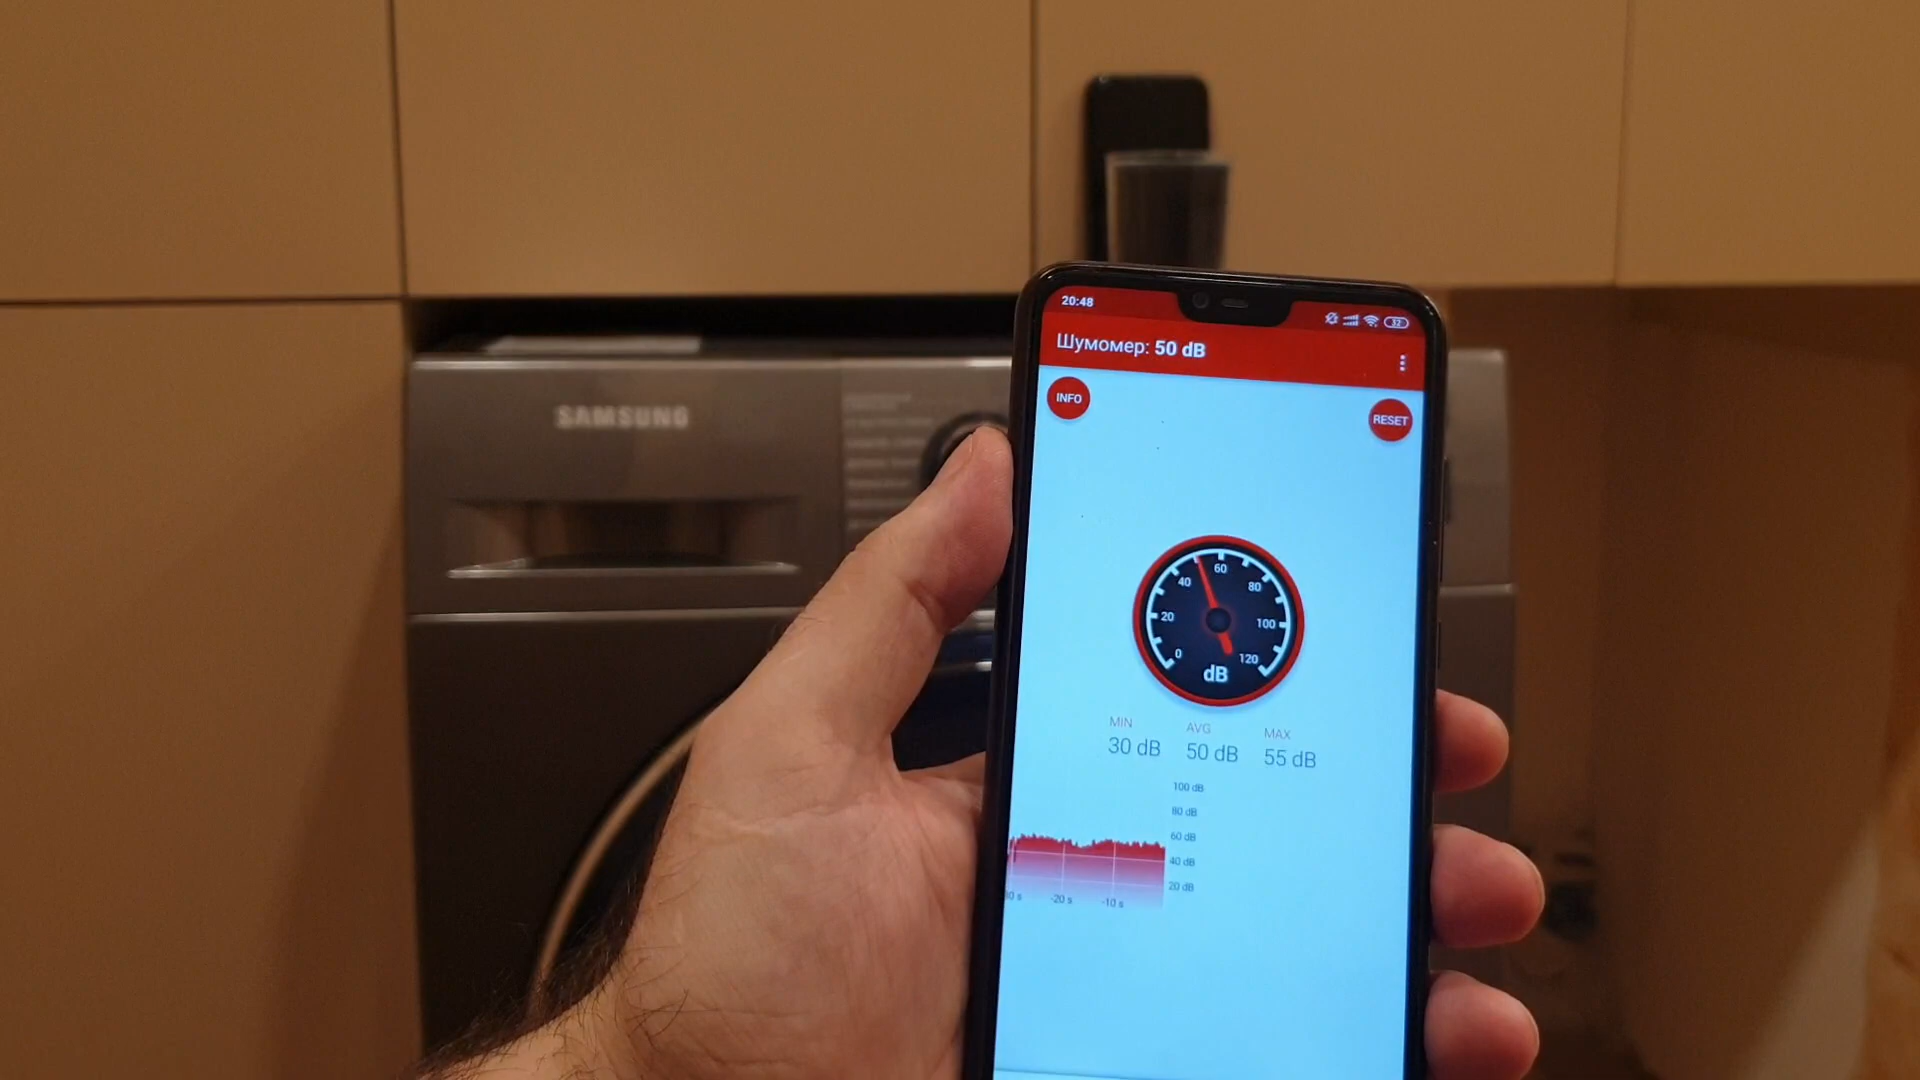 20:48
32
Шумомер: 50 dB
INFO
RESET
SAMSUNG
60
40
80
20
100
0
120
dB
MIN
AVG
MAX
30 dB
50 dB
55 dB
100 dB
80 dB
60 dB
40 dB
20 dB
-20 s
-10 s